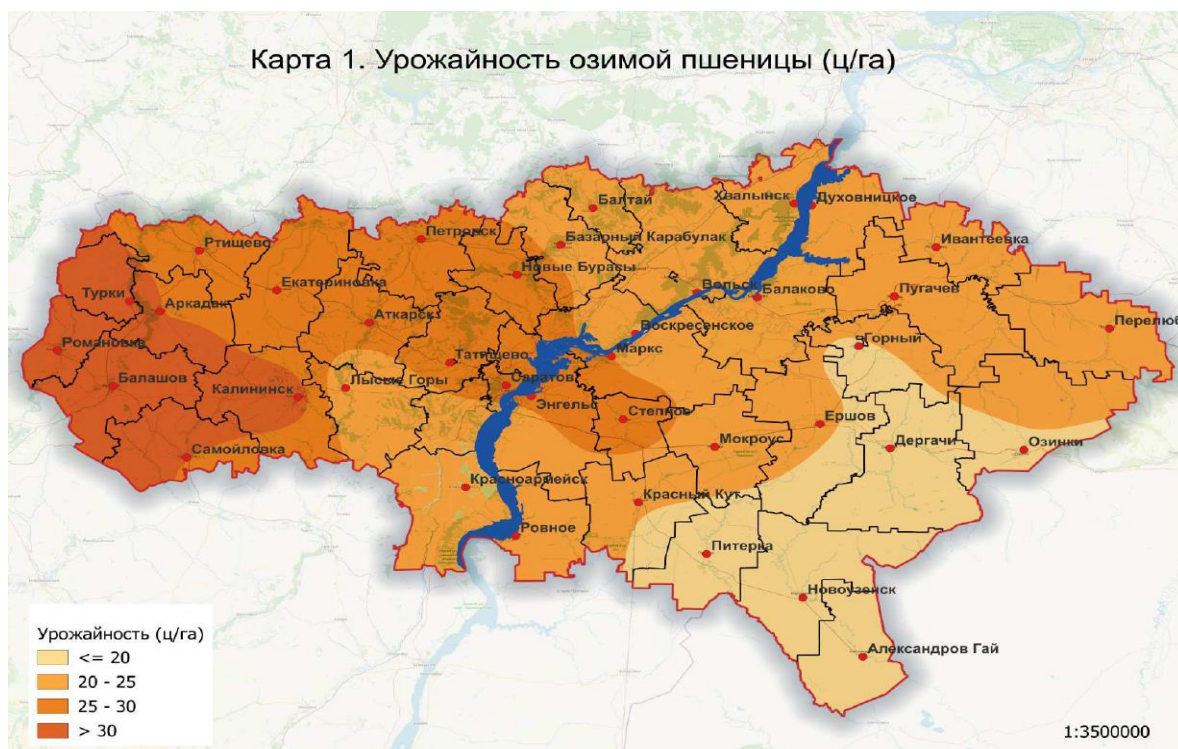 Карта 1. Урожайность озимой пшеницы (ц/га)
Хвалынск
Духовницкое
Балтай
Петровск
Базарный Карабулак
Ивантеевка
Ртищево
Новые Бурасы
Турки
Аркадак
Екатериновка
Вольск
Балаково
Пугачев
Аткарск
Воскресенское
Перелюб
Романовка
Татищево
Маркс
Горный
Балашов
Калининск
Лысые Горы
Саратов
Энгельс
Степное
Ершов
Самойловка
Мокроус
Дергачи
Озинки
Красноармейск
Красный Кут
Ровное
Питерка
Новоузенск
Александров Гай
Урожайность (ц/га)
<= 20
20 - 25
25 - 30
> 30
1:3500000